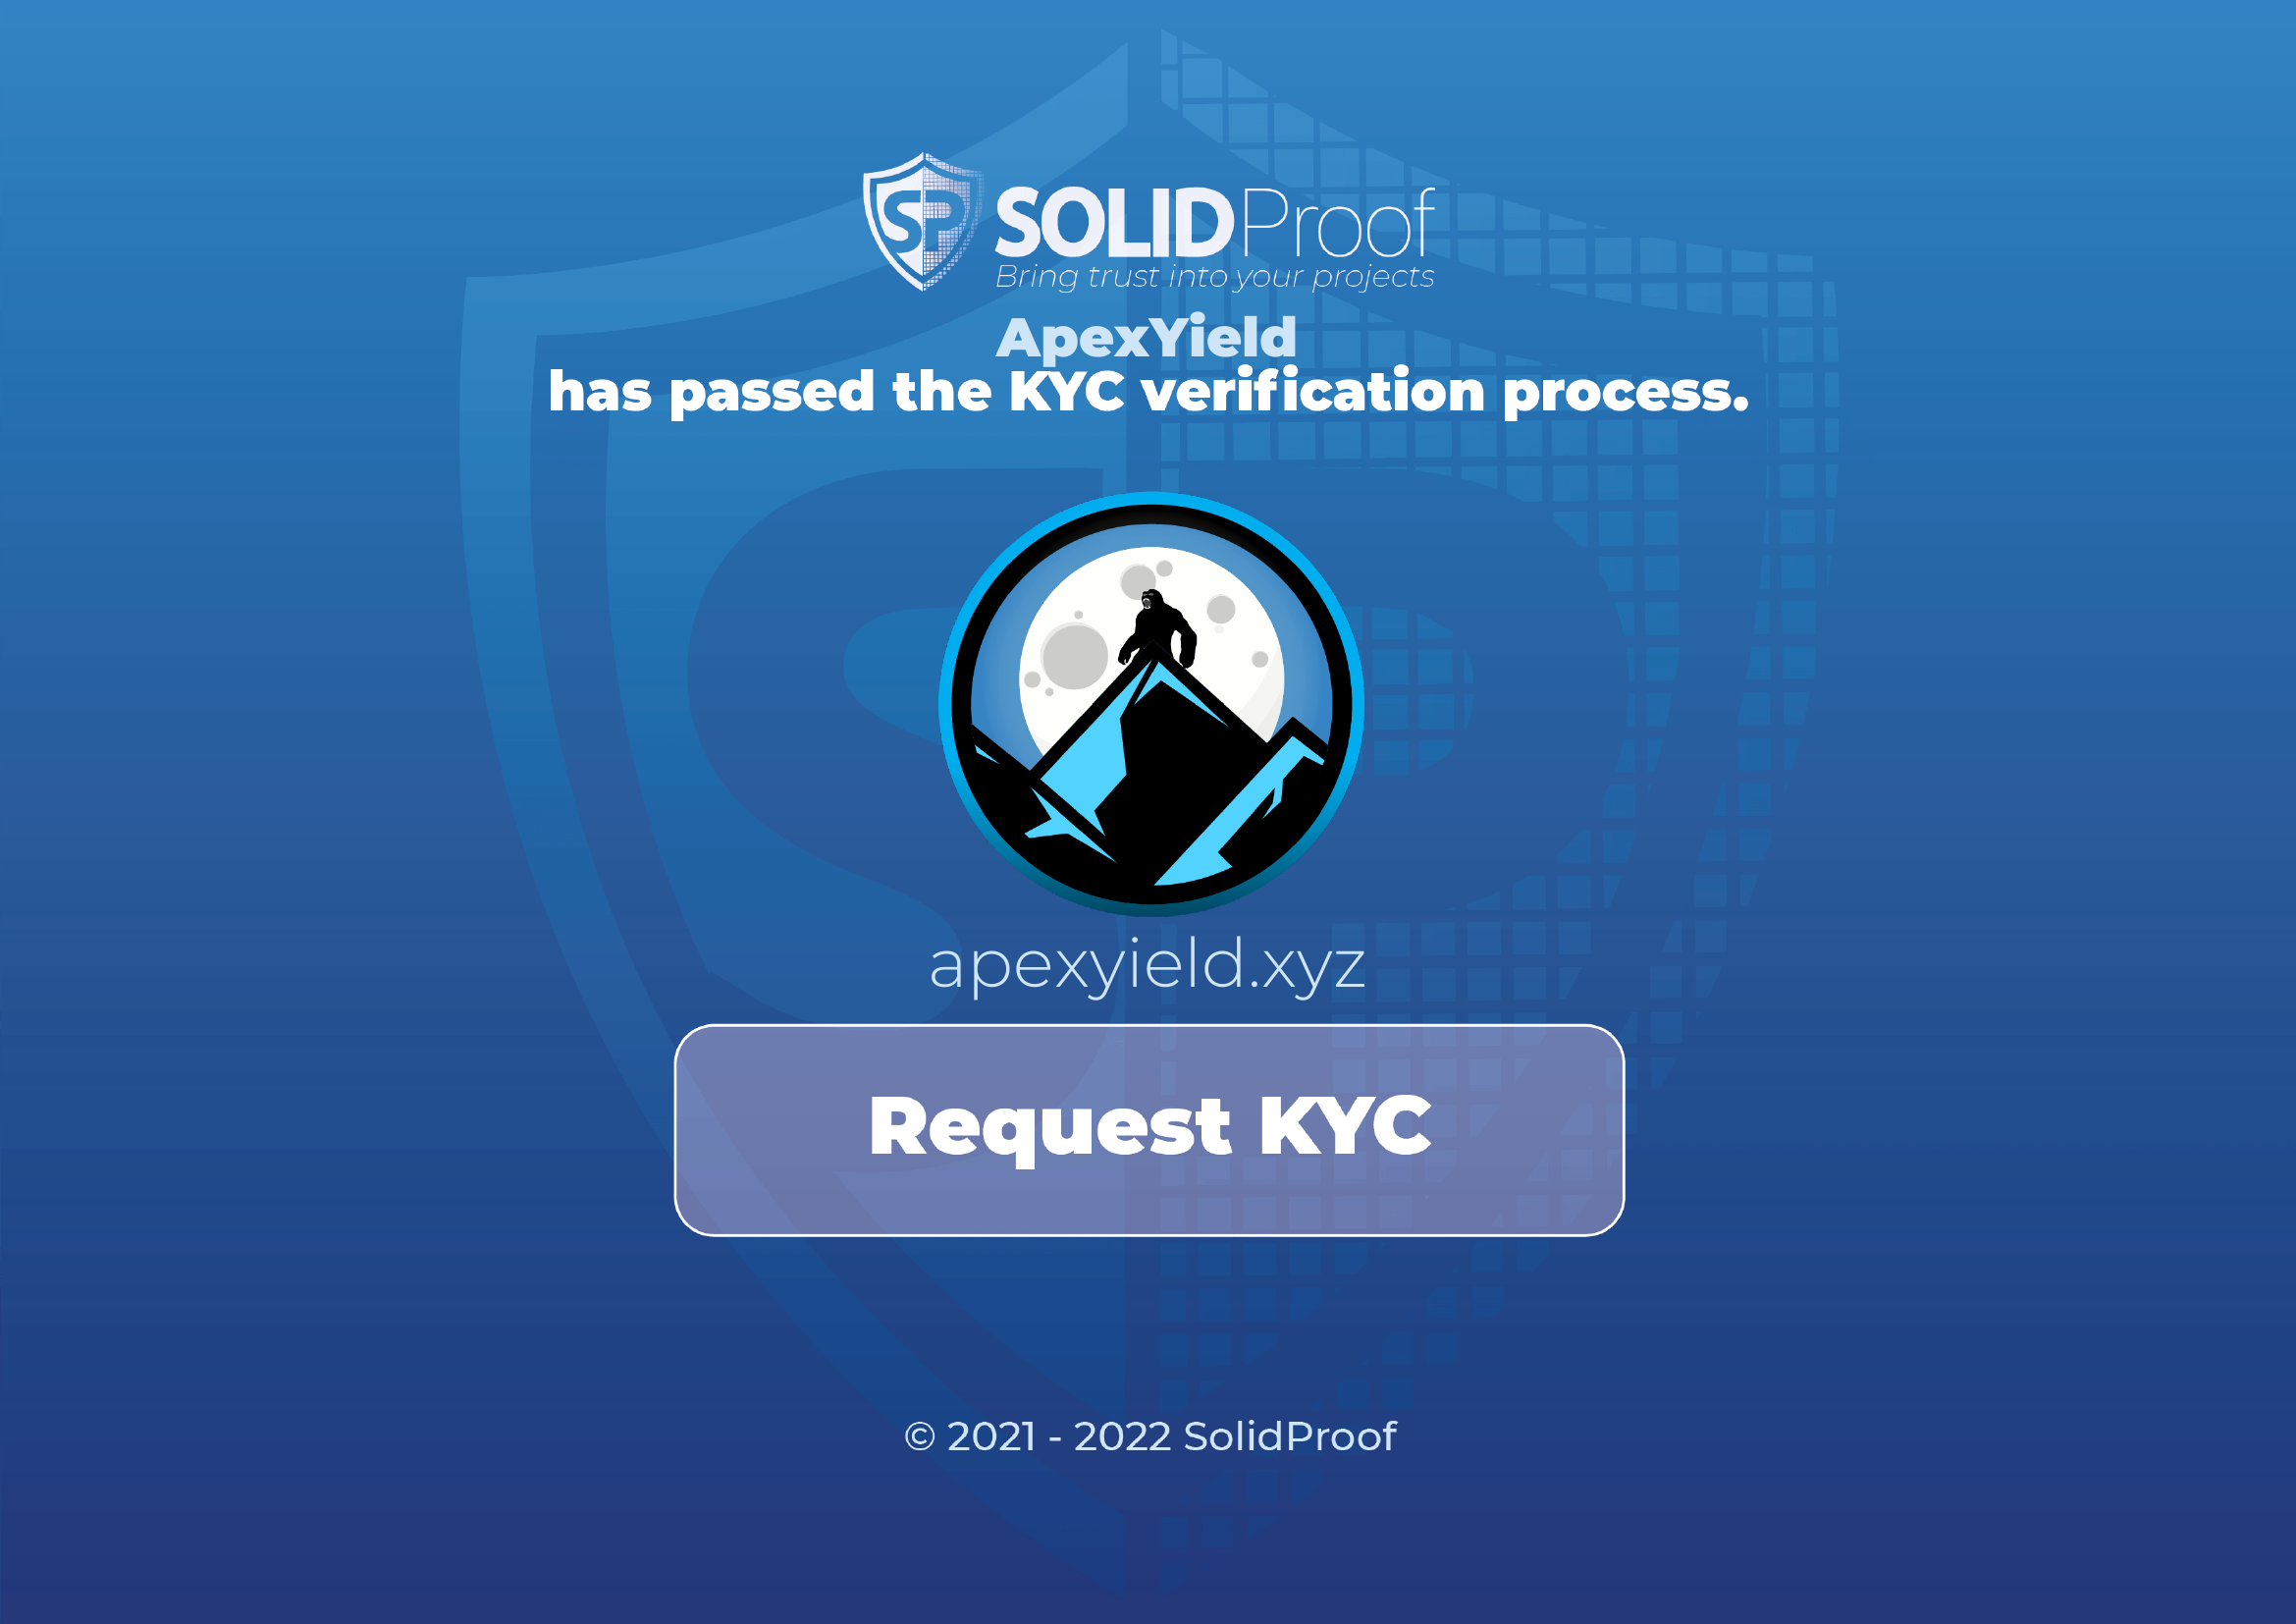 SP SOLIDProof
Bring trust into your projects
ApexYield
has passed the KYC verification process.
apexyield.xyz
Request KYC
© 2021 - 2022 SolidProof